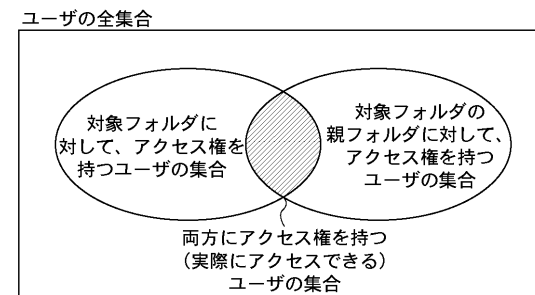 ユーザの全集合
対象フォルダに
対して、アクセス権を
持つユーザの集合
対象フォルダの
親フォルダに対して、
アクセス権を持つ
ユーザの集合
両方にアクセス権を持つ
(実際にアクセスできる)
ユーザの集合